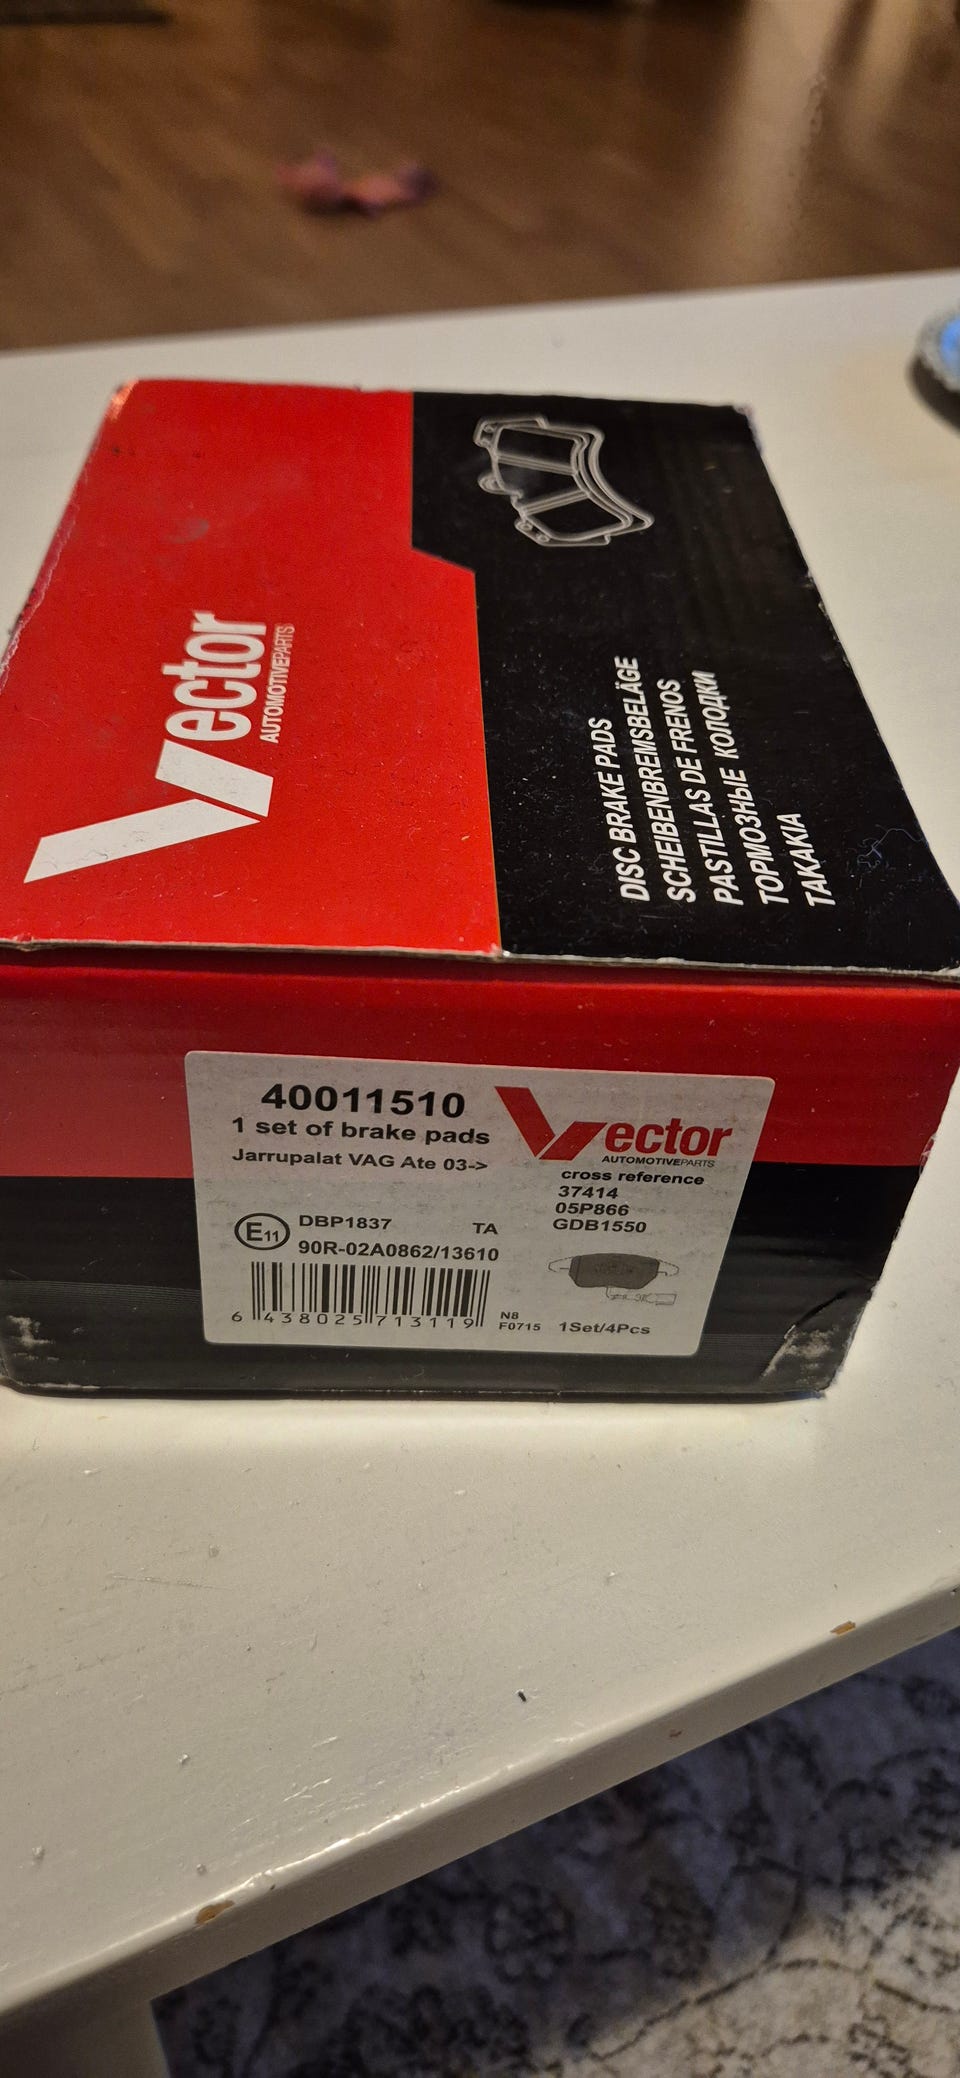 Vector
AUTOMOTIVEPARTS
DISC BRAKE PADS
SCHEIBENBREMSBELÄGE
PASTILLAS DE FRENOS
ТОРМОЗНЫЕ КОЛОДКИ
ΤΑΚΑΚΙΑ
40011510
1 set of brake pads
Jarrupalat VAG Ate 03->
Vector
AUTOMOTIVEPARTS
cross reference
37414
05P866
GDB1550
E11
DBP1837 TA
90R-02A0862/13610
6 438025 713119
N8
F0715
1Set/4Pcs